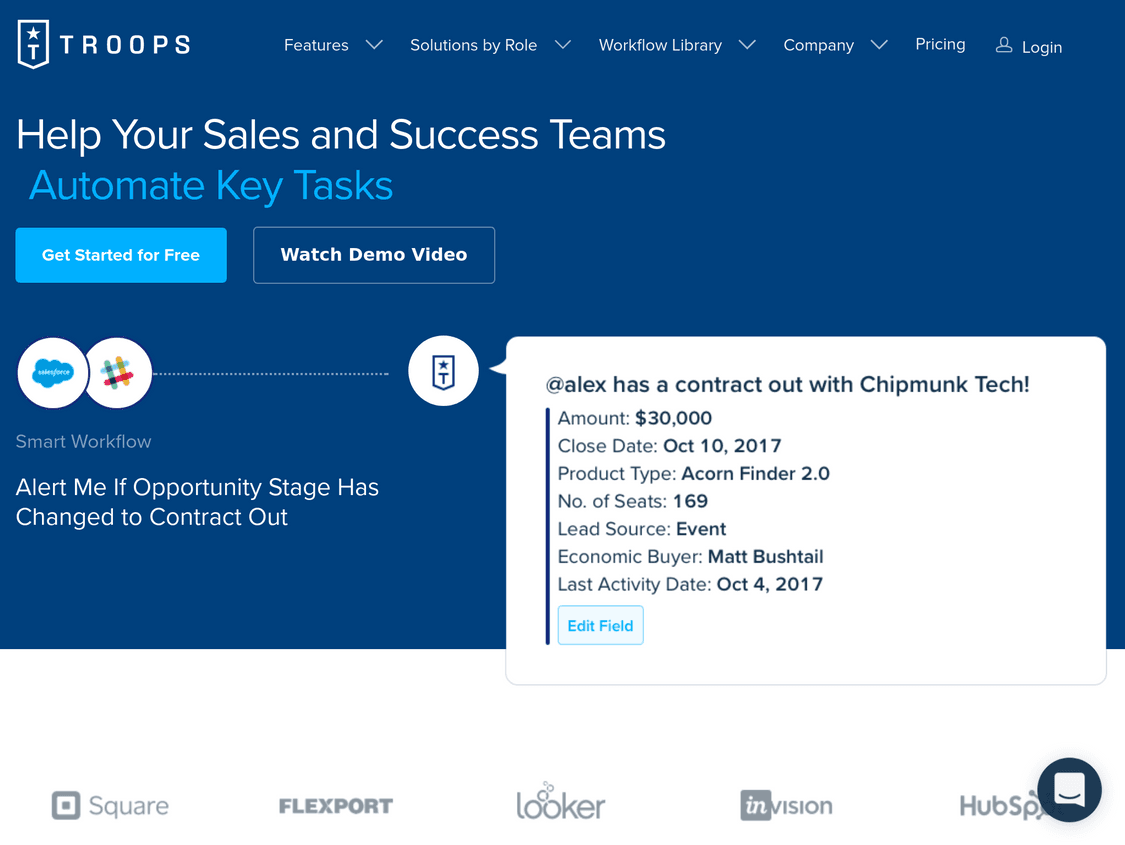 TROOPS
Features
Solutions by Role
Workflow Library
Company
Pricing
Login
Help Your Sales and Success Teams
Automate Key Tasks
Get Started for Free
Watch Demo Video
salesforce
Smart Workflow
Alert Me If Opportunity Stage Has
Changed to Contract Out
@alex has a contract out with Chipmunk Tech!
Amount: $30,000
Close Date: Oct 10, 2017
Product Type: Acorn Finder 2.0
No. of Seats: 169
Lead Source: Event
Economic Buyer: Matt Bushtail
Last Activity Date: Oct 4, 2017
Edit Field
Square
FLEXPORT
looker
inVISION
HubSp